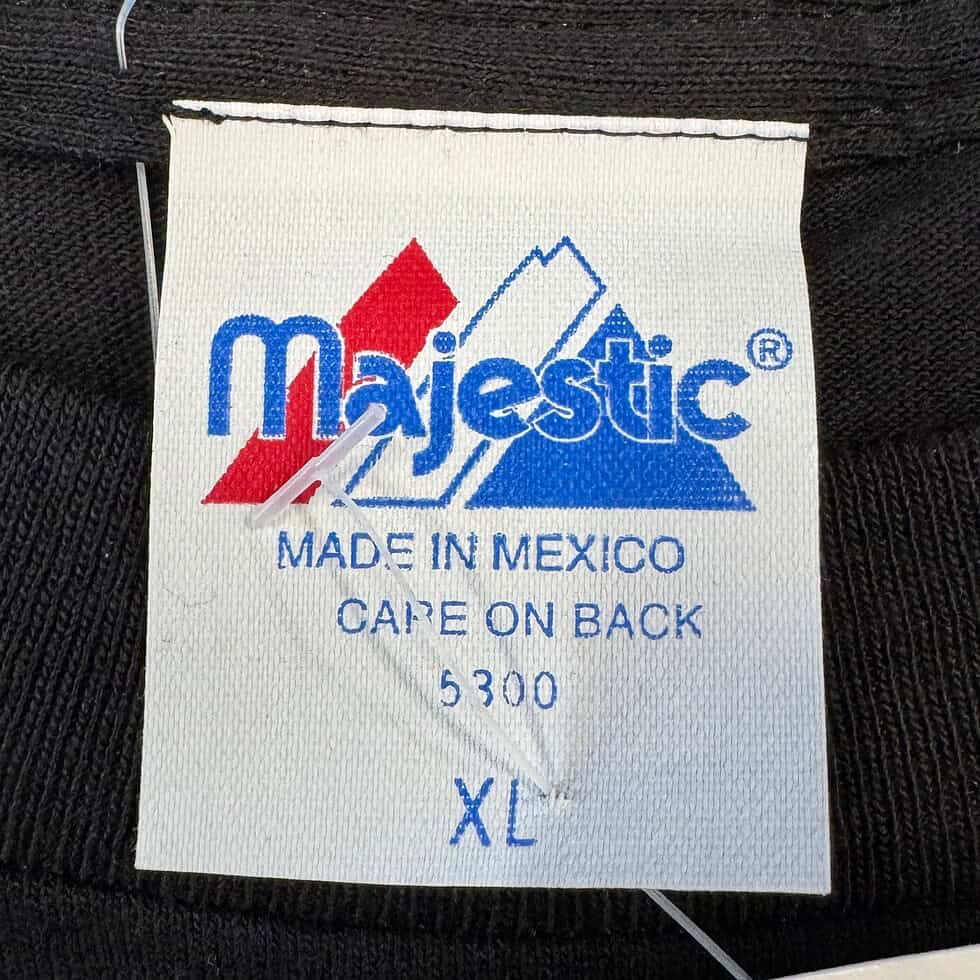 Majestic®
MADE IN MEXICO
CARE ON BACK
5300
XL